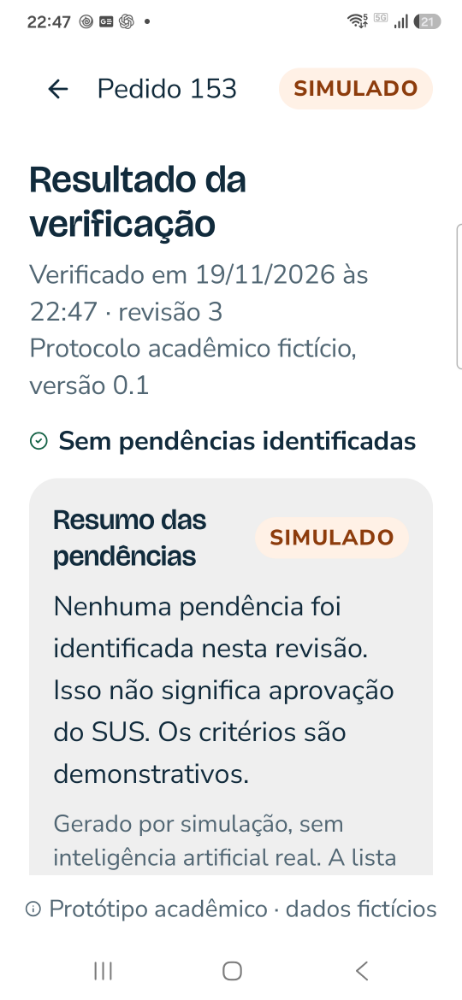 22:47
5G
21
Pedido 153
SIMULADO
Resultado da
verificação
Verificado em 19/11/2026 às
22:47 · revisão 3
Protocolo acadêmico fictício,
versão 0.1
Sem pendências identificadas
Resumo das
pendências
SIMULADO
Nenhuma pendência foi
identificada nesta revisão.
Isso não significa aprovação
do SUS. Os critérios são
demonstrativos.
Gerado por simulação, sem
inteligência artificial real. A lista
Protótipo acadêmico · dados fictícios